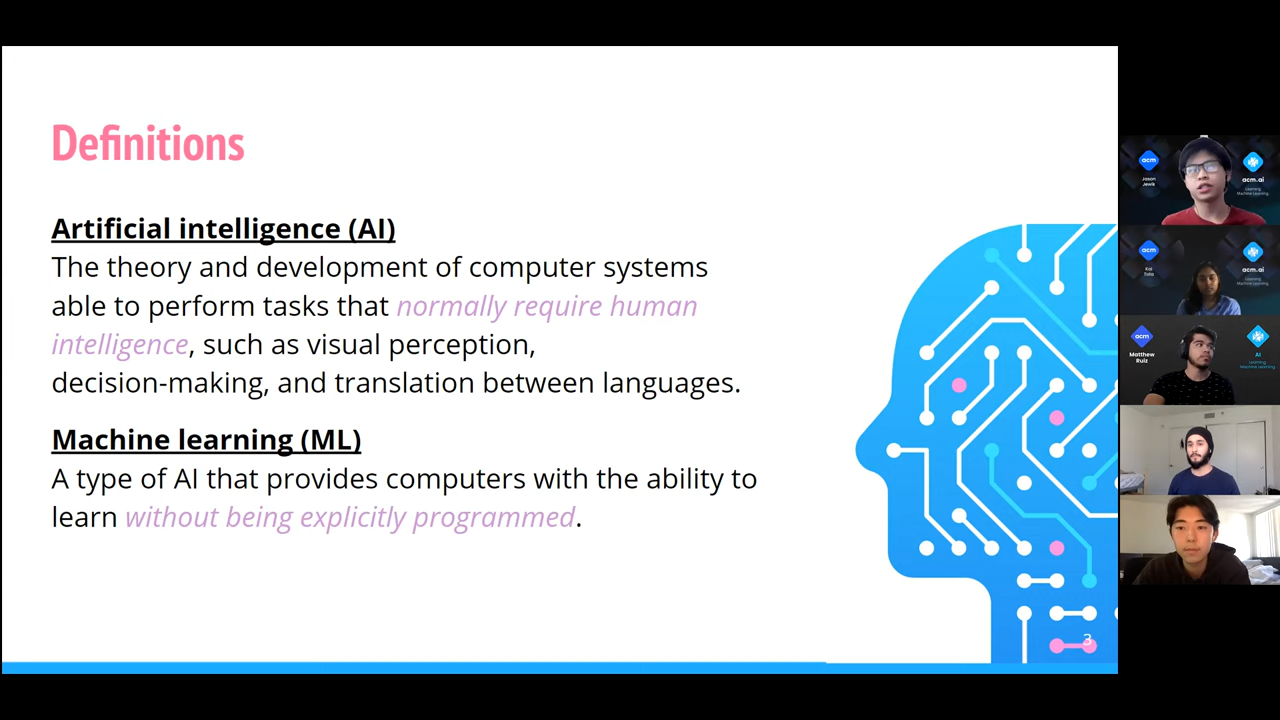 Definitions
Artificial intelligence (AI)
The theory and development of computer systems
able to perform tasks that normally require human
intelligence, such as visual perception,
decision-making, and translation between languages.
Machine learning (ML)
A type of AI that provides computers with the ability to
learn without being explicitly programmed.
3
acm
Jason
Jewik
acm.ai
Learning
Machine Learning.
acm
acm.ai
Learning
Machine Learning.
acm
Matthew
Ruiz
AI
Learning
Machine Learning.